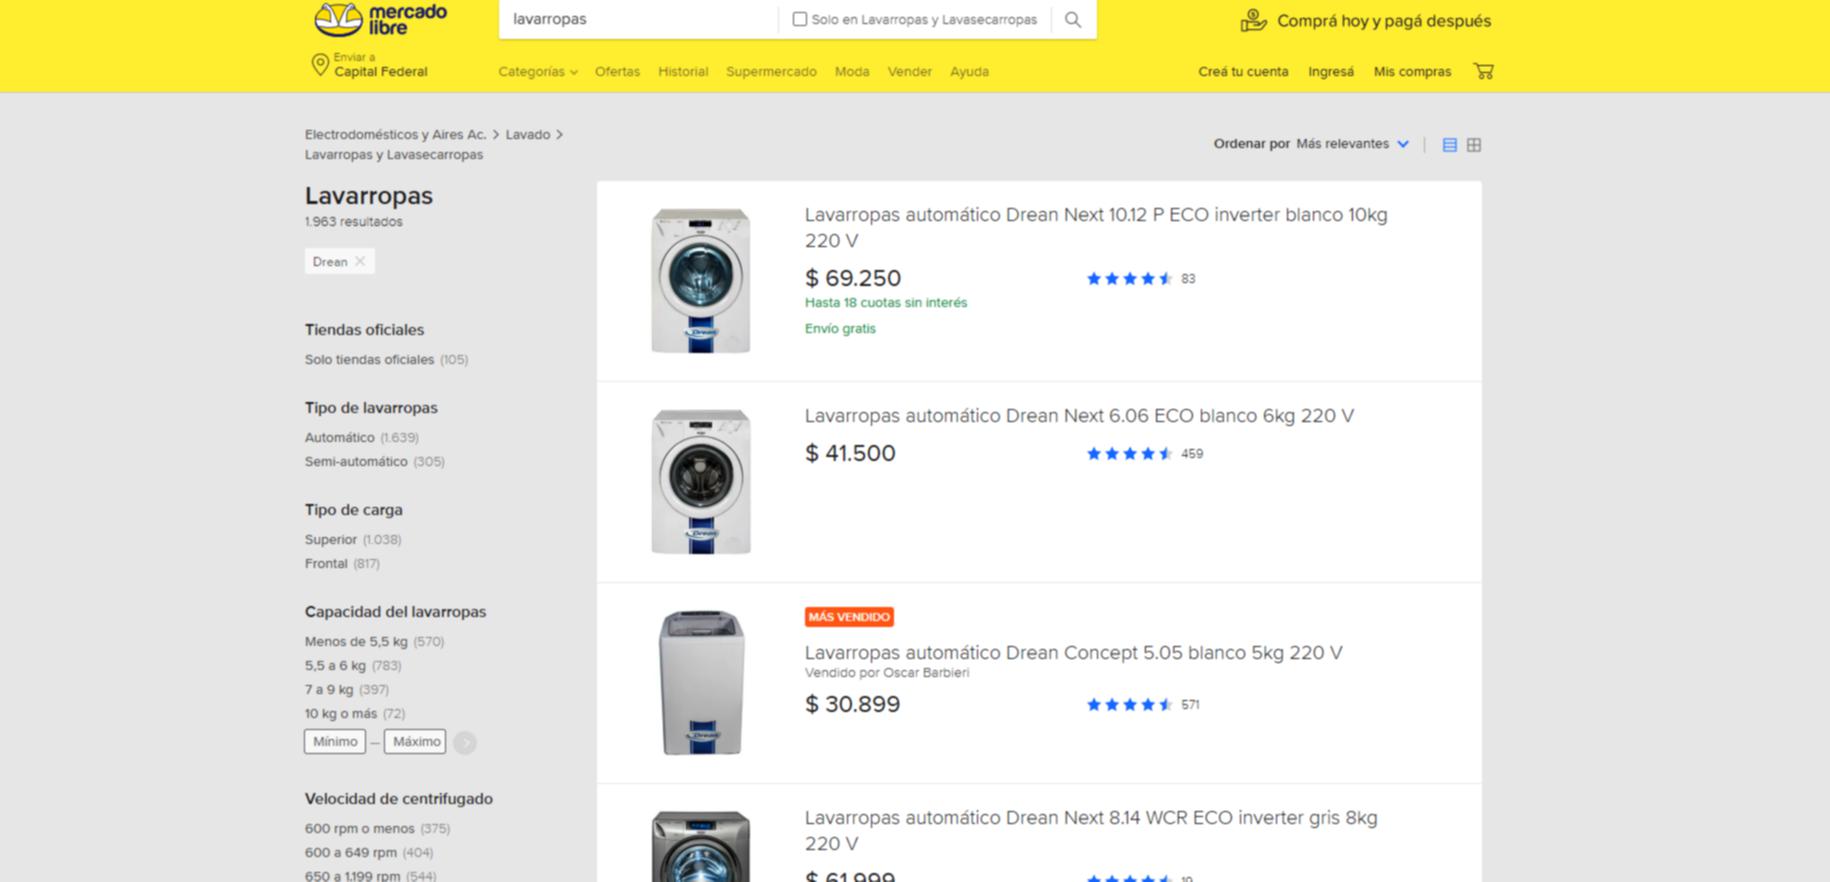 mercado
libre
lavarropas
Solo en Lavarropas y Lavasecarropas
Comprá hoy y pagá después
Enviar a
Capital Federal
Categorías
Ofertas
Historial
Supermercado
Moda
Vender
Ayuda
Creá tu cuenta
Ingresá
Mis compras
Electrodomésticos y Aires Ac. > Lavado >
Lavarropas y Lavasecarropas
Ordenar por Más relevantes
Lavarropas
1.963 resultados
Drean
Tiendas oficiales
Solo tiendas oficiales (105)
Tipo de lavarropas
Automático (1.639)
Semi-automático (305)
Tipo de carga
Superior (1.038)
Frontal (817)
Capacidad del lavarropas
Menos de 5,5 kg (570)
5,5 a 6 kg (783)
7 a 9 kg (397)
10 kg o más (72)
Mínimo — Máximo
Velocidad de centrifugado
600 rpm o menos (375)
600 a 649 rpm (404)
650 a 1.199 rpm (544)
Lavarropas automático Drean Next 10.12 P ECO inverter blanco 10kg
220 V
$ 69.250
83
Hasta 18 cuotas sin interés
Envío gratis
Drean
Lavarropas automático Drean Next 6.06 ECO blanco 6kg 220 V
$ 41.500
459
Drean
MÁS VENDIDO
Lavarropas automático Drean Concept 5.05 blanco 5kg 220 V
Vendido por Oscar Barbieri
$ 30.899
571
Drean
Lavarropas automático Drean Next 8.14 WCR ECO inverter gris 8kg
220 V
$ 61.999
19